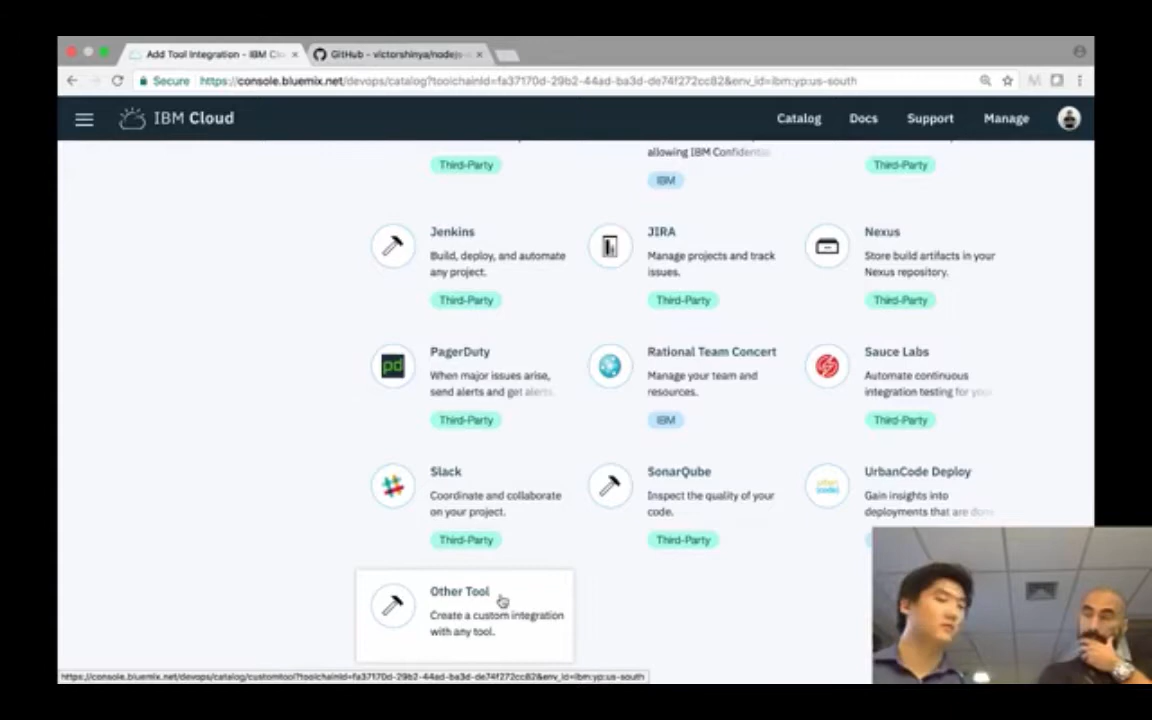 Add Tool Integration - IBM Clo
GitHub - victorshinya/nodejs-
Secure
https://console.bluemix.net/devops/catalog?toolchainId=fa37170d-29b2-44ad-ba3d-de74f272cc82&env_id=ibm:yp:us-south
IBM Cloud
Catalog
Docs
Support
Manage
allowing IBM Confidential
Third-Party
IBM
Third-Party
Jenkins
Build, deploy, and automate
any project.
Third-Party
JIRA
Manage projects and track
issues.
Third-Party
Nexus
Store build artifacts in your
Nexus repository.
Third-Party
PagerDuty
When major issues arise,
send alerts and get alerts.
Third-Party
Rational Team Concert
Manage your team and
resources.
IBM
Sauce Labs
Automate continuous
integration testing for your
Third-Party
Slack
Coordinate and collaborate
on your project.
Third-Party
SonarQube
Inspect the quality of your
code.
Third-Party
UrbanCode Deploy
Gain insights into
deployments that are done
Other Tool
Create a custom integration
with any tool.
https://console.bluemix.net/devops/catalog/customtool?toolchainId=fa37170d-29b2-44ad-ba3d-de74f272cc82&env_id=ibm:yp:us-south